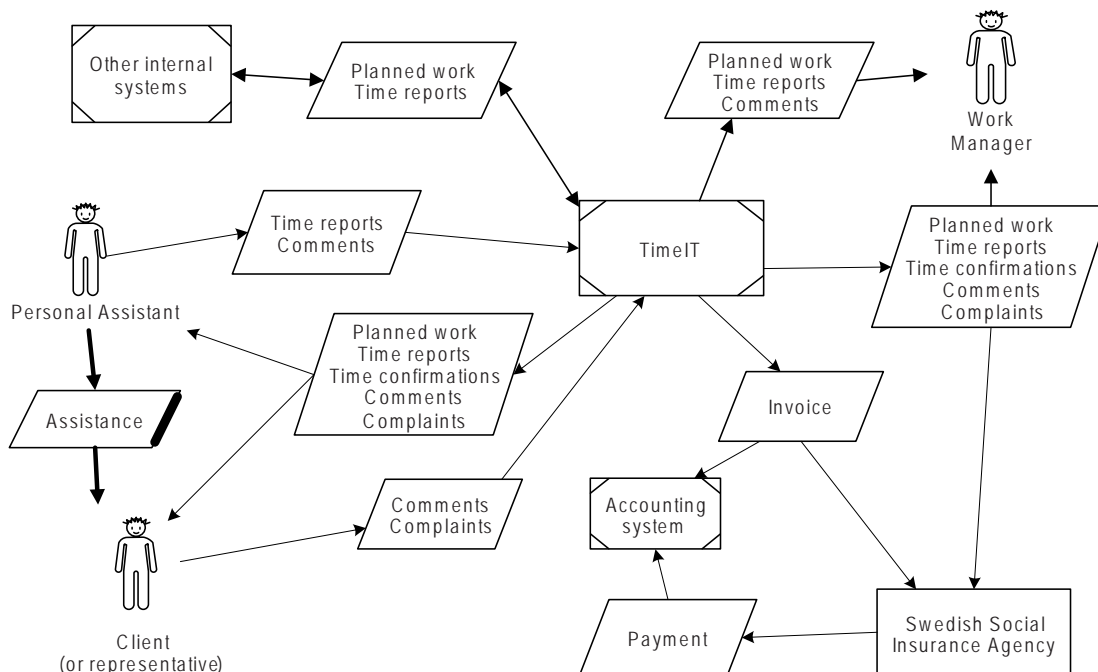 Other internal
systems
Planned work
Time reports
Planned work
Time reports
Comments
Work
Manager
Time reports
Comments
TimeIT
Planned work
Time reports
Time confirmations
Comments
Complaints
Personal Assistant
Planned work
Time reports
Time confirmations
Comments
Complaints
Assistance
Invoice
Comments
Complaints
Accounting
system
Client
(or representative)
Payment
Swedish Social
Insurance Agency